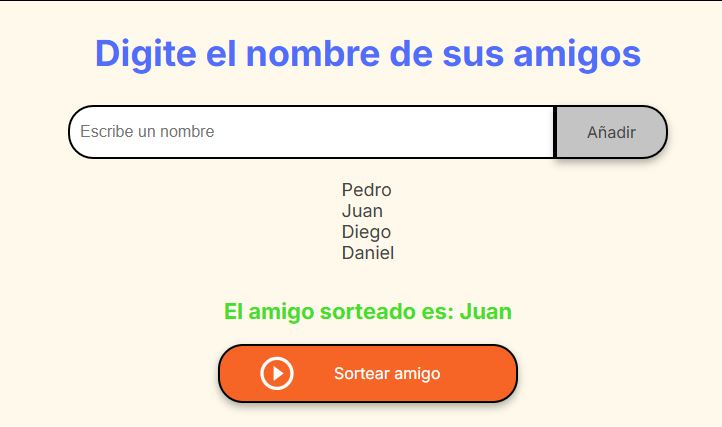 Digite el nombre de sus amigos
Escribe un nombre
Añadir
Pedro
Juan
Diego
Daniel
El amigo sorteado es: Juan
Sortear amigo